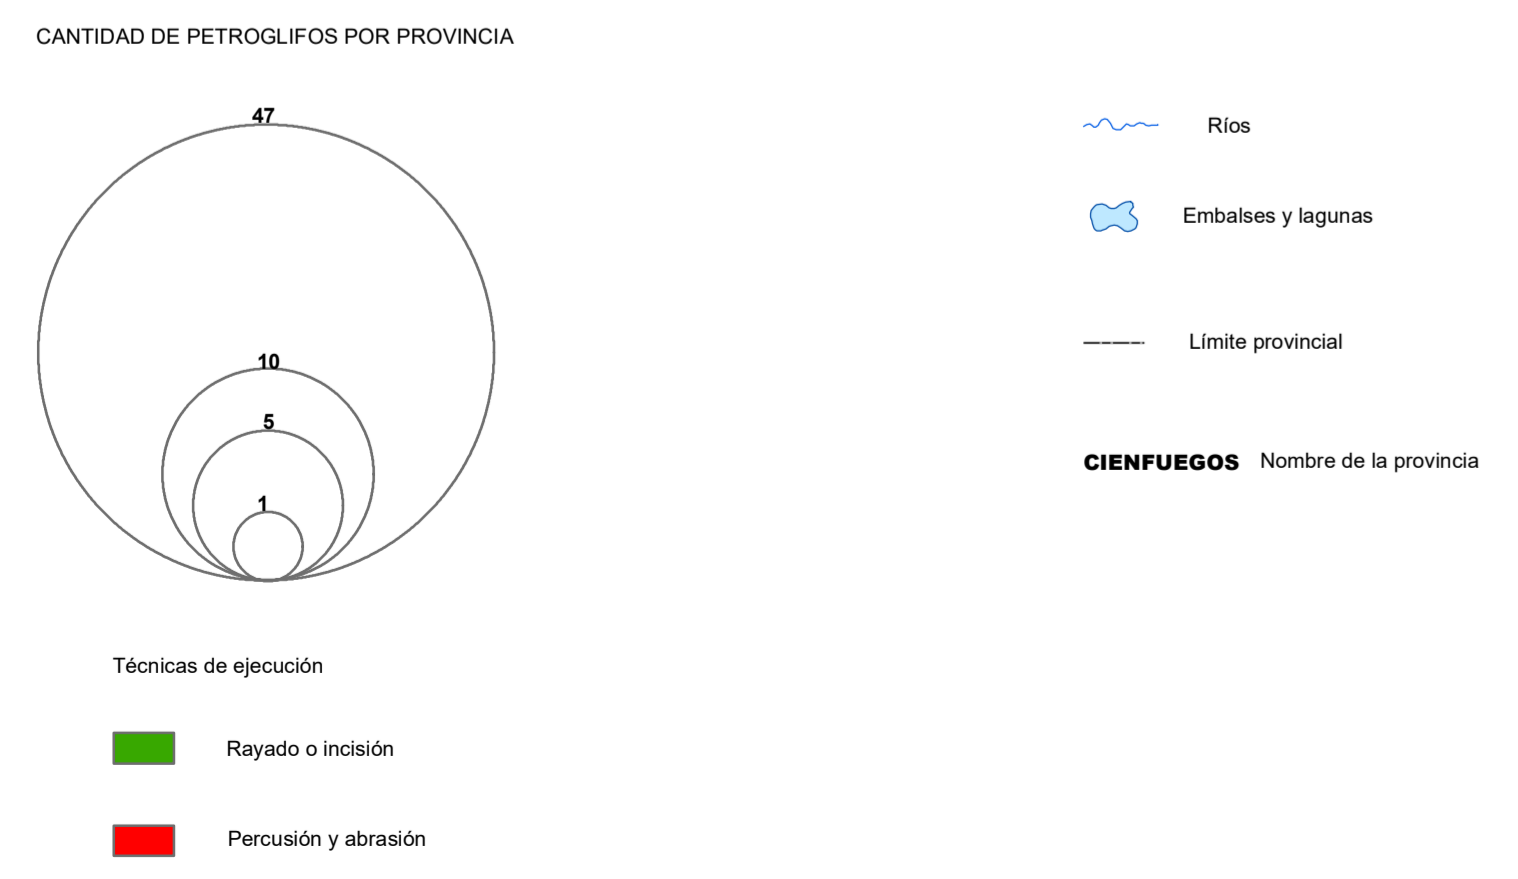 CANTIDAD DE PETROGLIFOS POR PROVINCIA
47
10
5
1
Técnicas de ejecución
Rayado o incisión
Percusión y abrasión
Ríos
Embalses y lagunas
Límite provincial
CIENFUEGOS Nombre de la provincia